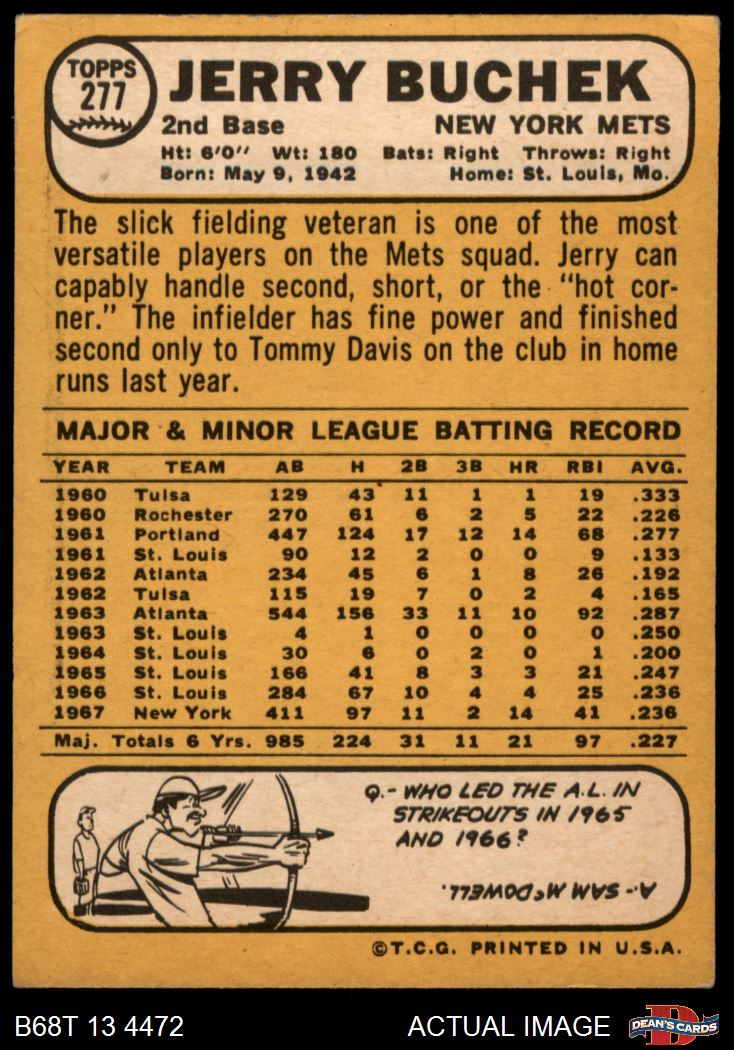 TOPPS
277
JERRY BUCHEK
2nd Base NEW YORK METS
Ht: 6'0'' Wt: 180 Bats: Right Throws: Right
Born: May 9, 1942 Home: St. Louis, Mo.
The slick fielding veteran is one of the most
versatile players on the Mets squad. Jerry can
capably handle second, short, or the "hot cor-
ner." The infielder has fine power and finished
second only to Tommy Davis on the club in home
runs last year.
MAJOR & MINOR LEAGUE BATTING RECORD
YEAR TEAM AB H 2B 3B HR RBI AVG.
1960 Tulsa 129 43 11 1 1 19 .333
1960 Rochester 270 61 6 2 5 22 .226
1961 Portland 447 124 17 12 14 68 .277
1961 St. Louis 90 12 2 0 0 9 .133
1962 Atlanta 234 45 6 1 8 26 .192
1962 Tulsa 115 19 7 0 2 4 .165
1963 Atlanta 544 156 33 11 10 92 .287
1963 St. Louis 4 1 0 0 0 0 .250
1964 St. Louis 30 6 0 2 0 1 .200
1965 St. Louis 166 41 8 3 3 21 .247
1966 St. Louis 284 67 10 4 4 25 .236
1967 New York 411 97 11 2 14 41 .236
Maj. Totals 6 Yrs. 985 224 31 11 21 97 .227
Q.- WHO LED THE A.L. IN
STRIKEOUTS IN 1965
AND 1966?
A- SAM McDOWELL.
©T.C.G. PRINTED IN U.S.A.
B68T 13 4472 ACTUAL IMAGE D DEAN'S CARDS